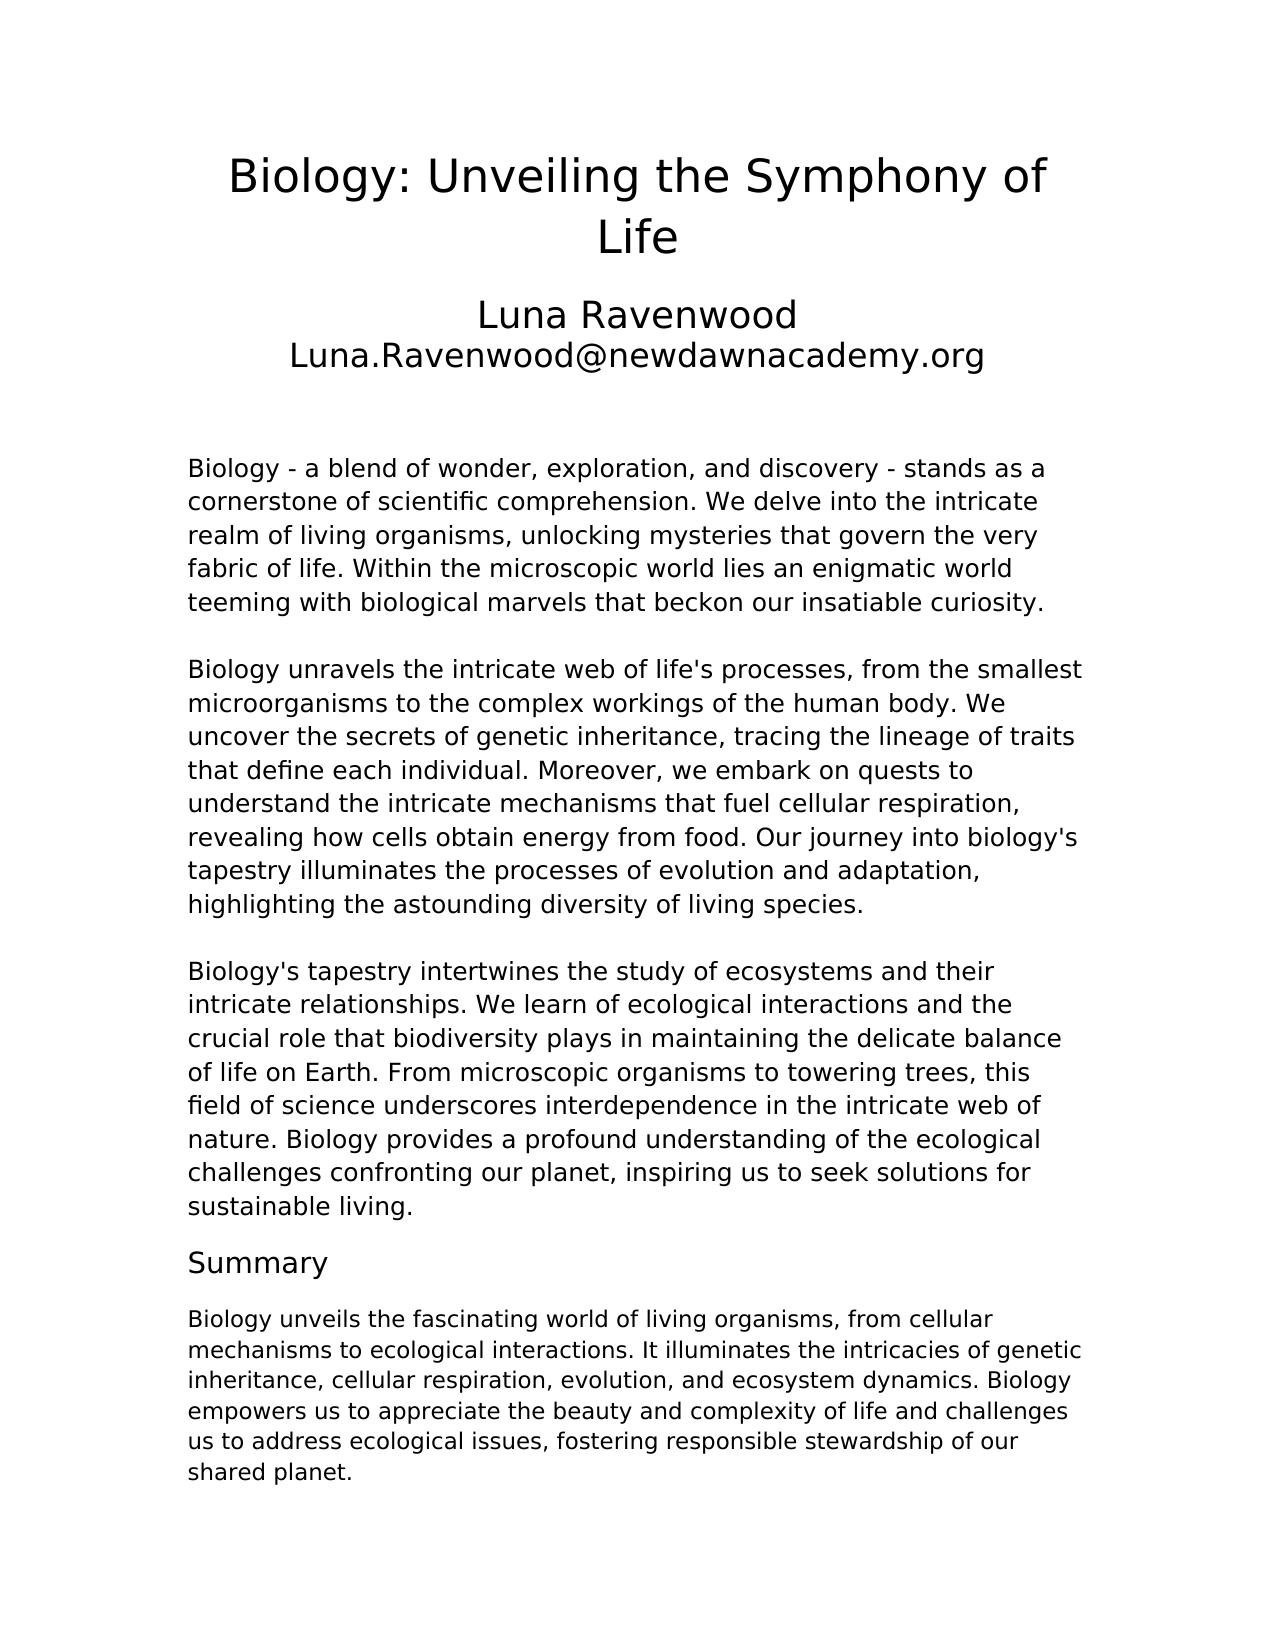 Biology: Unveiling the Symphony of
Life
Luna Ravenwood
Luna.Ravenwood@newdawnacademy.org
Biology - a blend of wonder, exploration, and discovery - stands as a
cornerstone of scientific comprehension. We delve into the intricate
realm of living organisms, unlocking mysteries that govern the very
fabric of life. Within the microscopic world lies an enigmatic world
teeming with biological marvels that beckon our insatiable curiosity.
Biology unravels the intricate web of life's processes, from the smallest
microorganisms to the complex workings of the human body. We
uncover the secrets of genetic inheritance, tracing the lineage of traits
that define each individual. Moreover, we embark on quests to
understand the intricate mechanisms that fuel cellular respiration,
revealing how cells obtain energy from food. Our journey into biology's
tapestry illuminates the processes of evolution and adaptation,
highlighting the astounding diversity of living species.
Biology's tapestry intertwines the study of ecosystems and their
intricate relationships. We learn of ecological interactions and the
crucial role that biodiversity plays in maintaining the delicate balance
of life on Earth. From microscopic organisms to towering trees, this
field of science underscores interdependence in the intricate web of
nature. Biology provides a profound understanding of the ecological
challenges confronting our planet, inspiring us to seek solutions for
sustainable living.
Summary
Biology unveils the fascinating world of living organisms, from cellular
mechanisms to ecological interactions. It illuminates the intricacies of genetic
inheritance, cellular respiration, evolution, and ecosystem dynamics. Biology
empowers us to appreciate the beauty and complexity of life and challenges
us to address ecological issues, fostering responsible stewardship of our
shared planet.